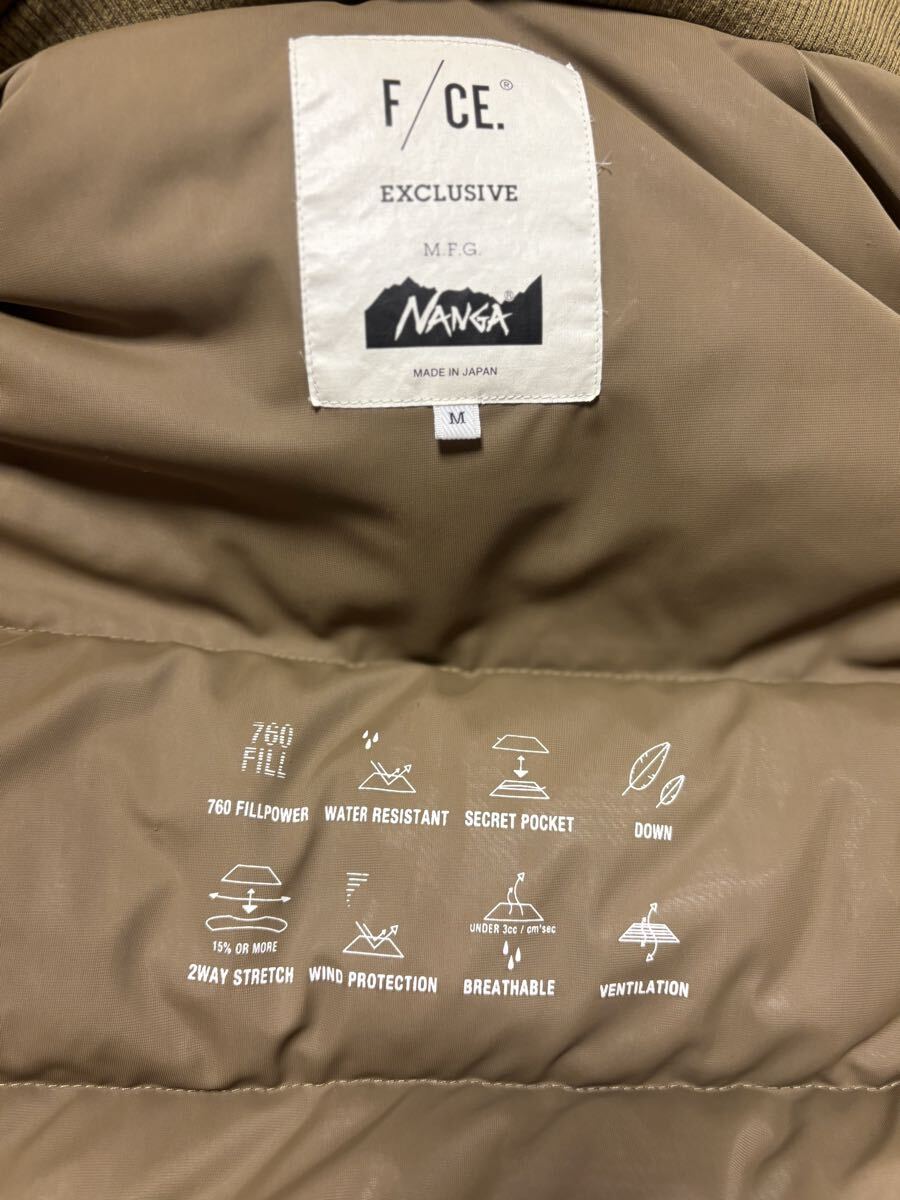 F/CE.®
EXCLUSIVE
M.F.G.
NANGA®
MADE IN JAPAN
M
760
FILL
760 FILLPOWER WATER RESISTANT SECRET POCKET DOWN
15% OR MORE
2WAY STRETCH WIND PROTECTION
UNDER 3cc / cm²sec
BREATHABLE
VENTILATION